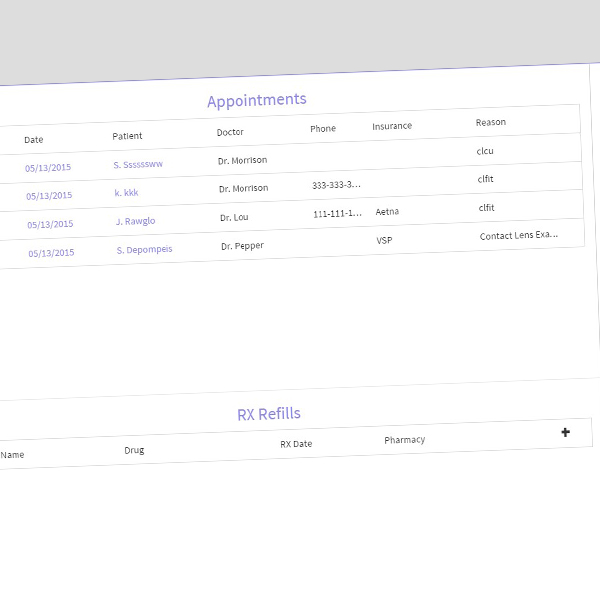 Appointments
Date Patient Doctor Phone Insurance Reason
05/13/2015 S. Sssssssww Dr. Morrison clcu
05/13/2015 k. kkk Dr. Morrison 333-333-3... clfit
05/13/2015 J. Rawglo Dr. Lou 111-111-1... Aetna clfit
05/13/2015 S. Depompeis Dr. Pepper VSP Contact Lens Exa...
RX Refills
Name Drug RX Date Pharmacy +